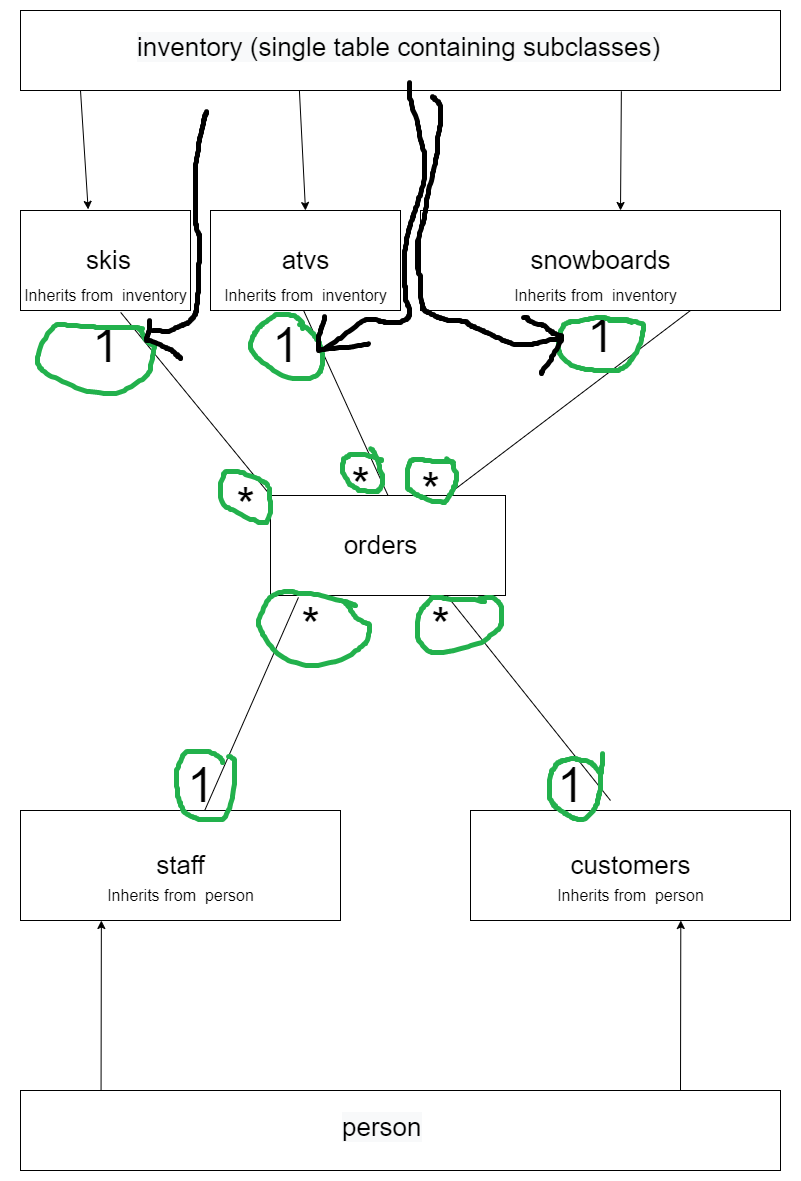 inventory (single table containing subclasses)
skis
Inherits from inventory
atvs
Inherits from inventory
snowboards
Inherits from inventory
1
1
1
*
*
*
orders
*
*
1
1
staff
Inherits from person
customers
Inherits from person
person